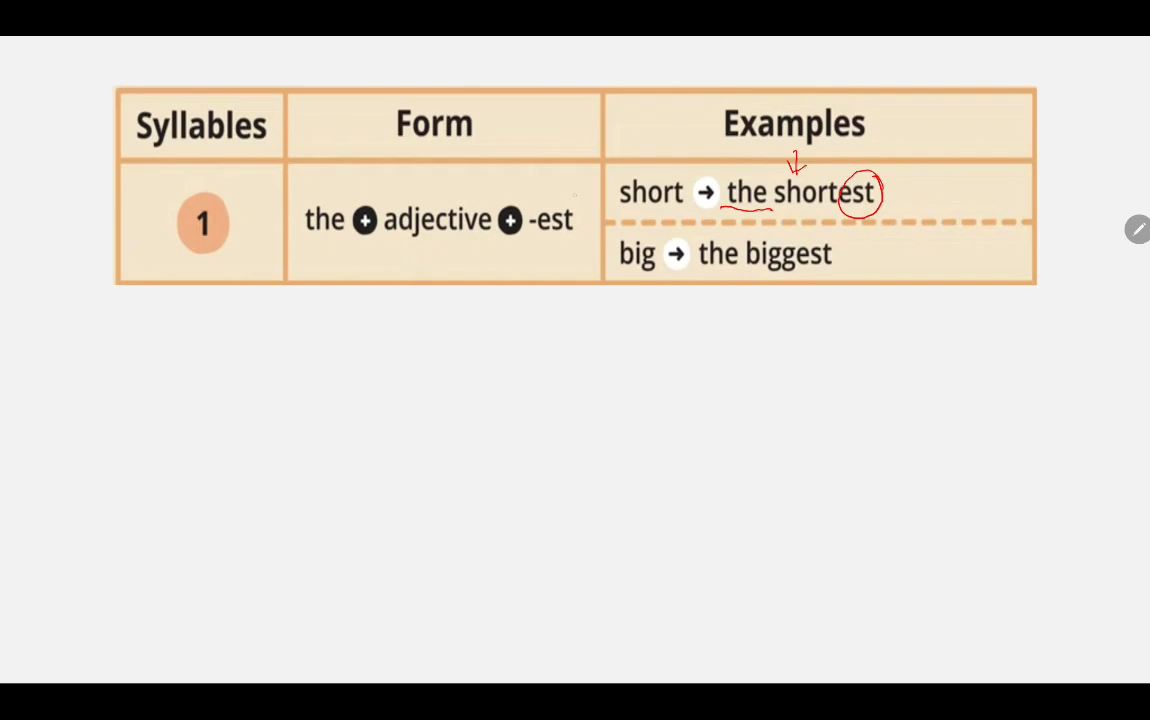 Syllables Form Examples
1 the + adjective + -est
short → the shortest
big → the biggest